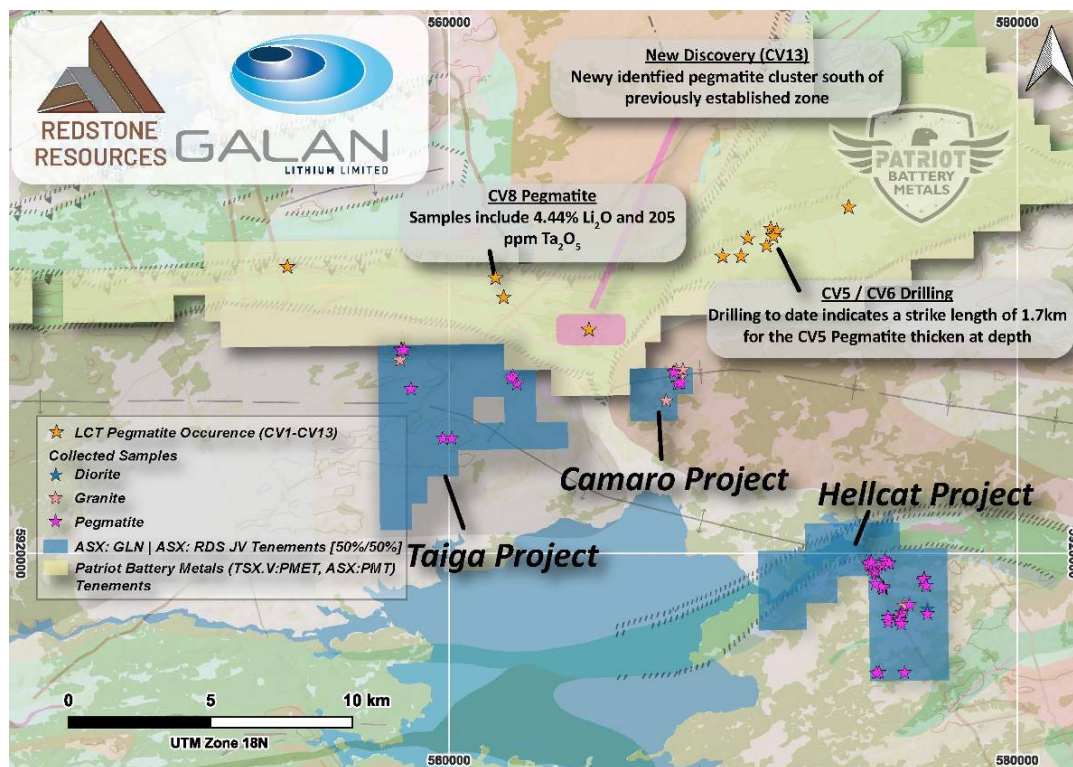 560000
580000
REDSTONE
RESOURCES
GALAN
LITHIUM LIMITED
New Discovery (CV13)
Newy identfied pegmatite cluster south of
previously established zone
PATRIOT
BATTERY
METALS
CV8 Pegmatite
Samples include 4.44% Li₂O and 205
ppm Ta₂O₅
CV5 / CV6 Drilling
Drilling to date indicates a strike length of 1.7km
for the CV5 Pegmatite thicken at depth
LCT Pegmatite Occurence (CV1-CV13)
Collected Samples
Diorite
Granite
Pegmatite
ASX: GLN | ASX: RDS JV Tenements [50%/50%]
Patriot Battery Metals (TSX.V:PMET, ASX:PMT)
Tenements
Camaro Project
Hellcat Project
Taiga Project
5920000
5920000
0 5 10 km
UTM Zone 18N
560000
580000